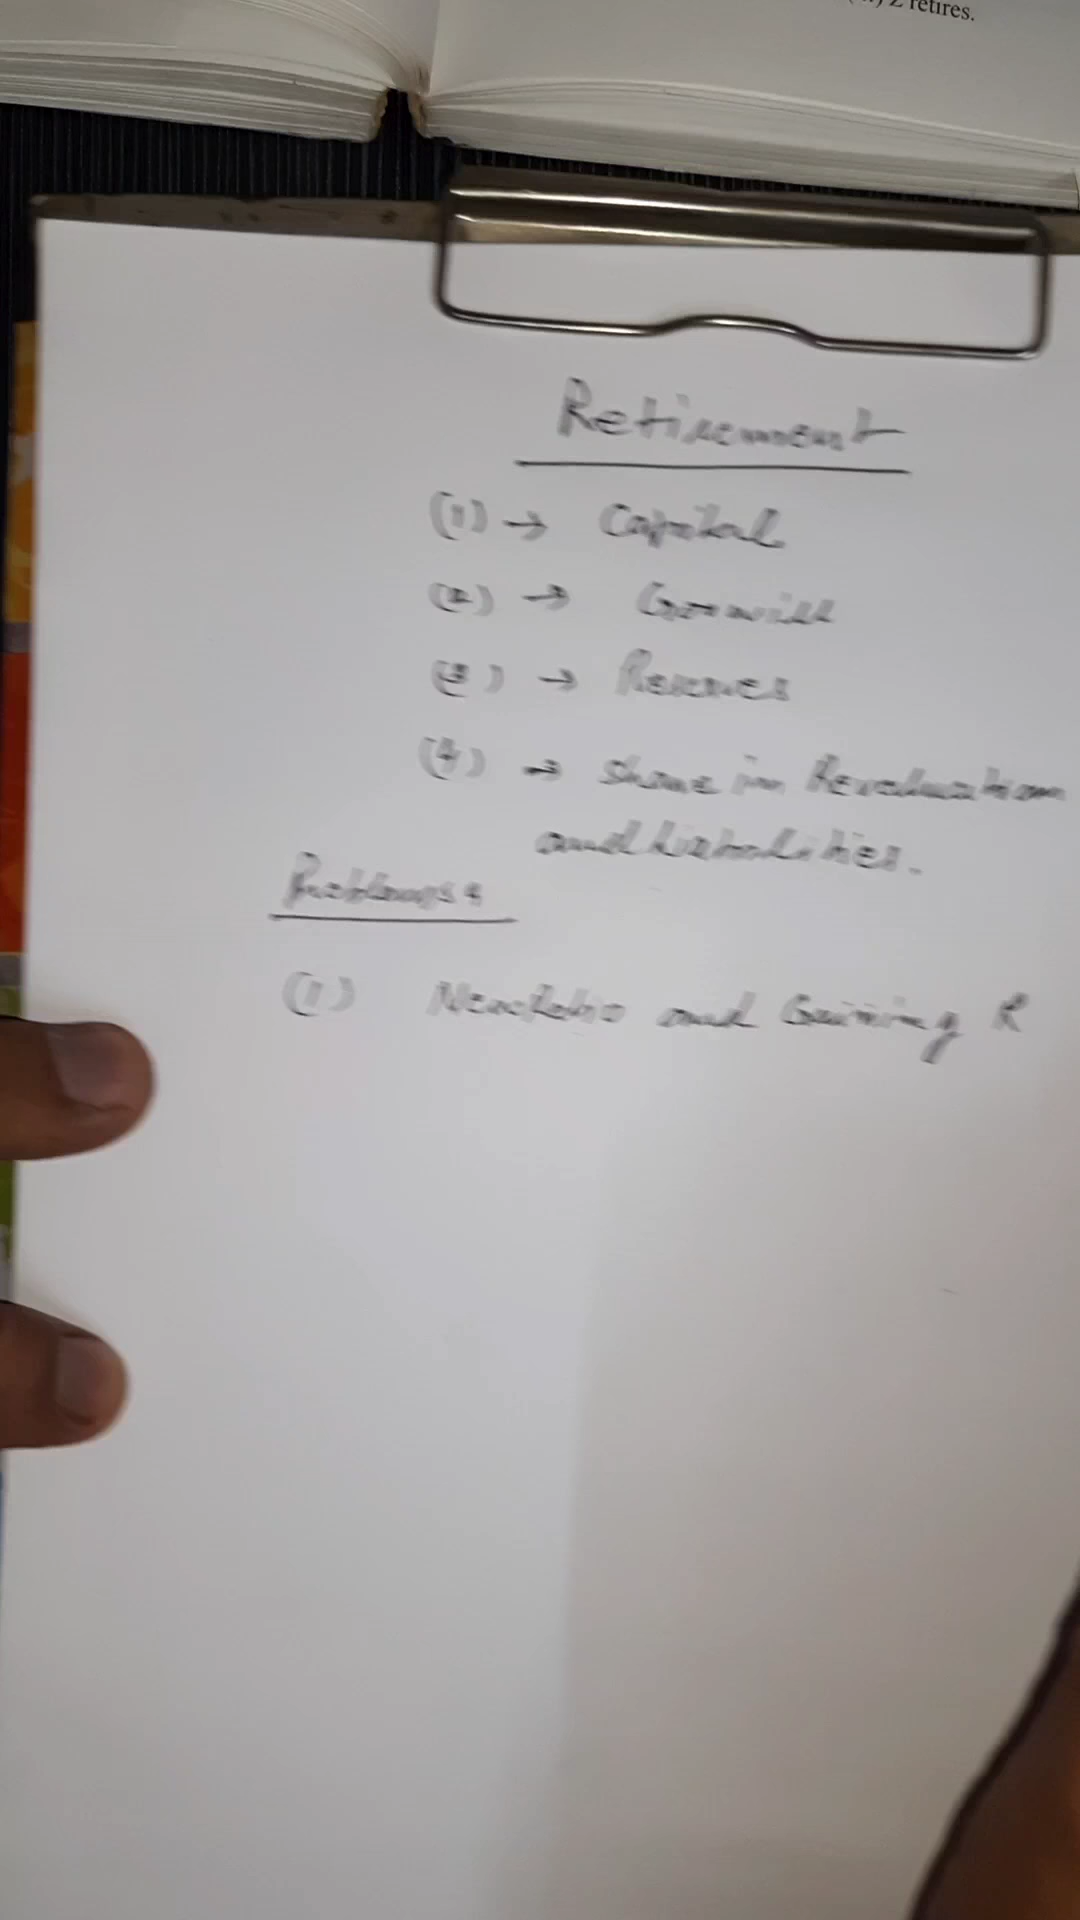 Z retires.
Retirement
(1) → Capital
(2) → Goodwill
(3) → Reserves
(4) → Share in Revaluation
and Liabilities.
Problems:
(1) New Ratio and Gaining R